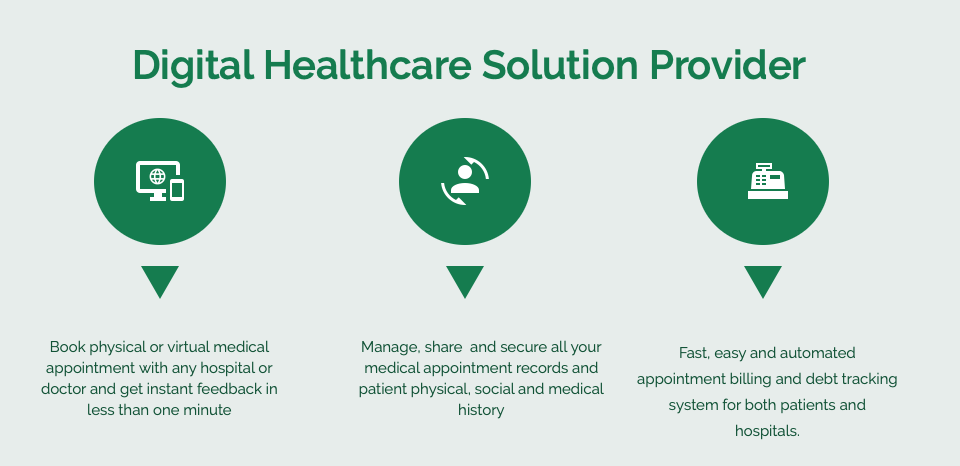 Digital Healthcare Solution Provider
Book physical or virtual medical
appointment with any hospital or
doctor and get instant feedback in
less than one minute
Manage, share  and secure all your
medical appointment records and
patient physical, social and medical
history
Fast, easy and automated
appointment billing and debt tracking
system for both patients and
hospitals.